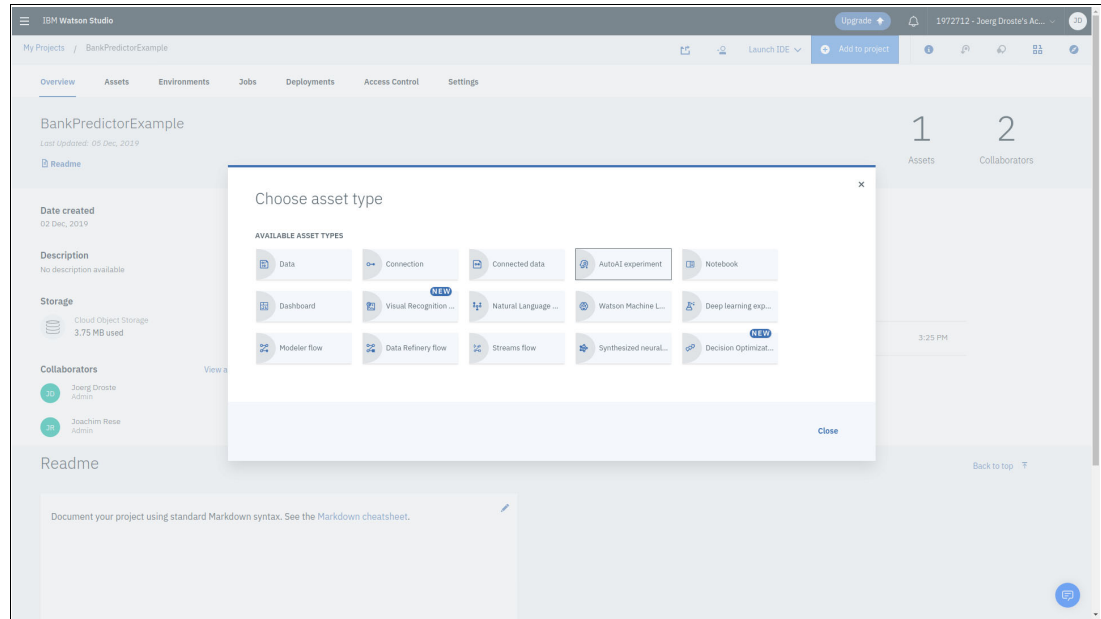 IBM Watson Studio
Upgrade
1972712 - Joerg Droste's Ac...
JD
My Projects / BankPredictorExample
Launch IDE
Add to project
Overview Assets Environments Jobs Deployments Access Control Settings
BankPredictorExample
Last Updated: 05 Dec, 2019
Readme
1
Assets
2
Collaborators
Choose asset type
×
AVAILABLE ASSET TYPES
Data Connection Connected data AutoAI experiment Notebook
NEW
Dashboard Visual Recognition ... Natural Language ... Watson Machine L... Deep learning exp...
NEW
Modeler flow Data Refinery flow Streams flow Synthesized neural... Decision Optimizat...
Close
Date created
02 Dec, 2019
Description
No description available
Storage
Cloud Object Storage
3.75 MB used
3:25 PM
Collaborators
View a
JD
Joerg Droste
Admin
JR
Joachim Rese
Admin
Readme
Back to top
Document your project using standard Markdown syntax. See the Markdown cheatsheet.